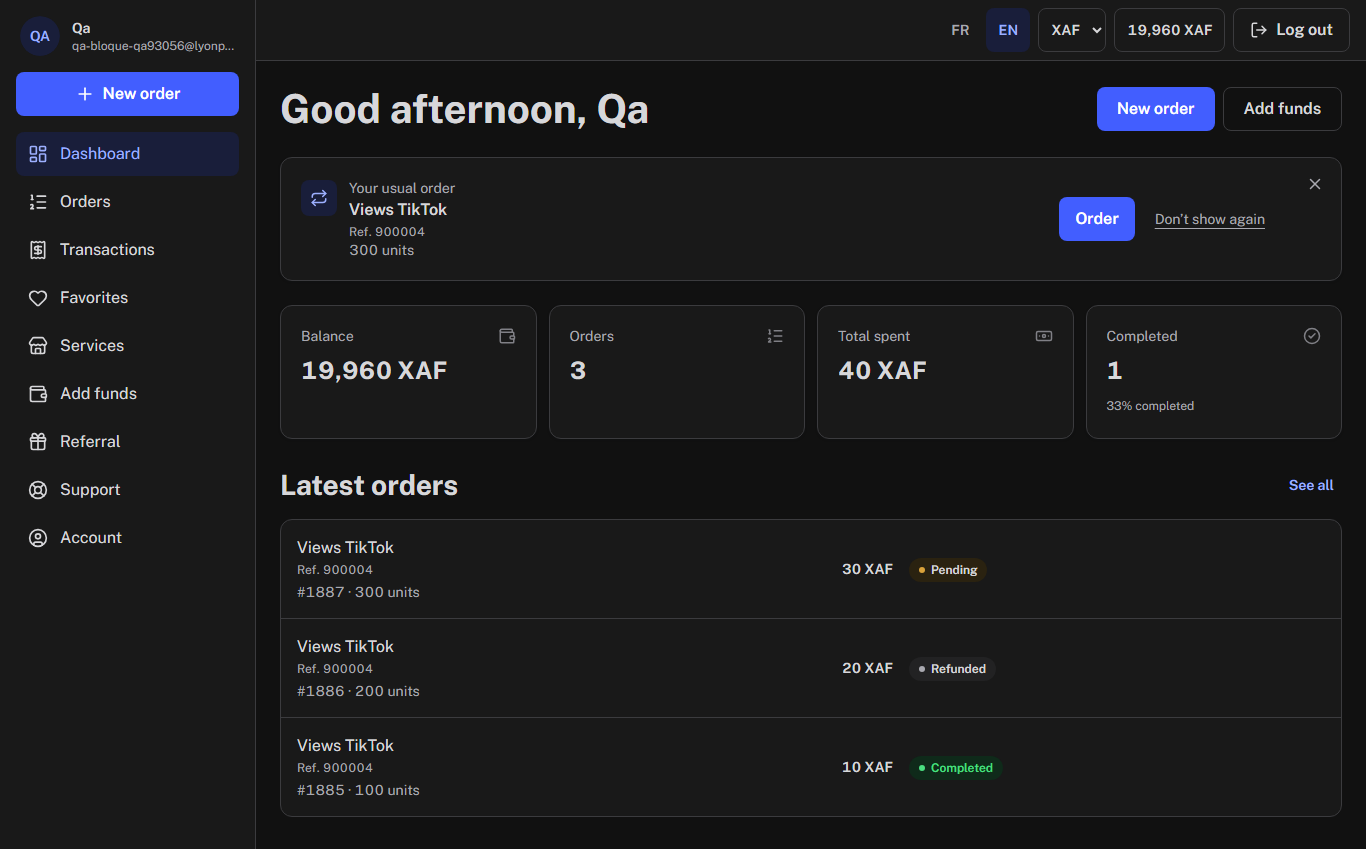 QA
Qa
qa-bloque-qa93056@lyonp...
New order
Dashboard
Orders
Transactions
Favorites
Services
Add funds
Referral
Support
Account
FR
EN
XAF
19,960 XAF
Log out
Good afternoon, Qa
New order
Add funds
Your usual order
Views TikTok
Ref. 900004
300 units
Order
Don't show again
Balance
19,960 XAF
Orders
3
Total spent
40 XAF
Completed
1
33% completed
Latest orders
See all
Views TikTok
Ref. 900004
#1887 · 300 units
30 XAF
Pending
Views TikTok
Ref. 900004
#1886 · 200 units
20 XAF
Refunded
Views TikTok
Ref. 900004
#1885 · 100 units
10 XAF
Completed